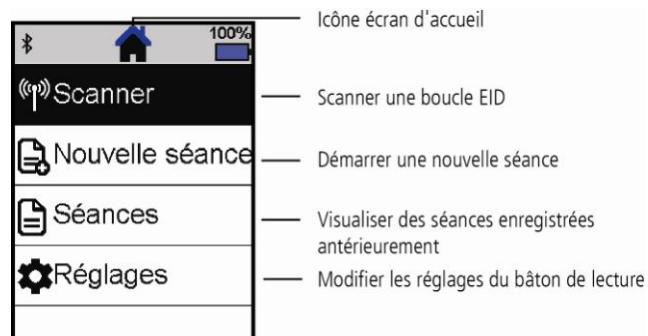 Icône écran d'accueil
100%
Scanner
Scanner une boucle EID
Nouvelle séance
Démarrer une nouvelle séance
Séances
Visualiser des séances enregistrées
antérieurement
Réglages
Modifier les réglages du bâton de lecture